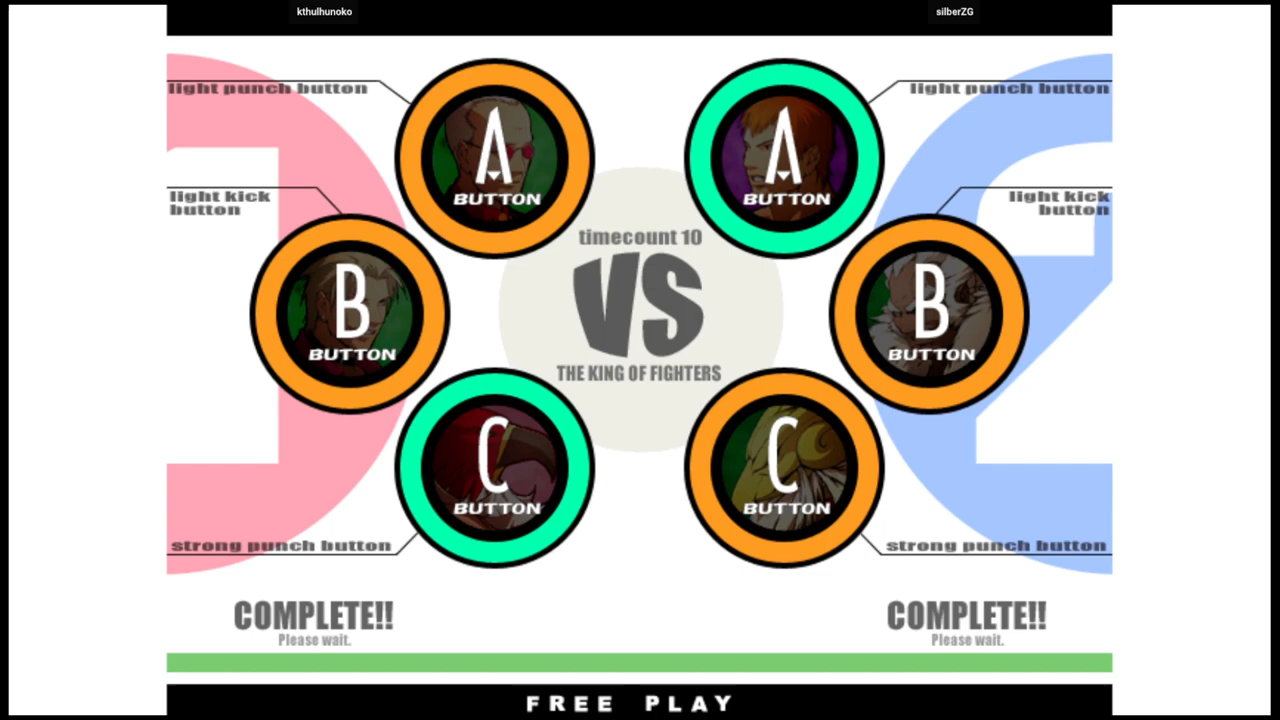 kthulhunoko
silberZG
light punch button
A
BUTTON
A
BUTTON
light punch button
light kick
button
B
BUTTON
timecount 10
VS
THE KING OF FIGHTERS
light kick
button
B
BUTTON
C
BUTTON
C
BUTTON
strong punch button
strong punch button
COMPLETE!!
Please wait.
COMPLETE!!
Please wait.
FREE PLAY